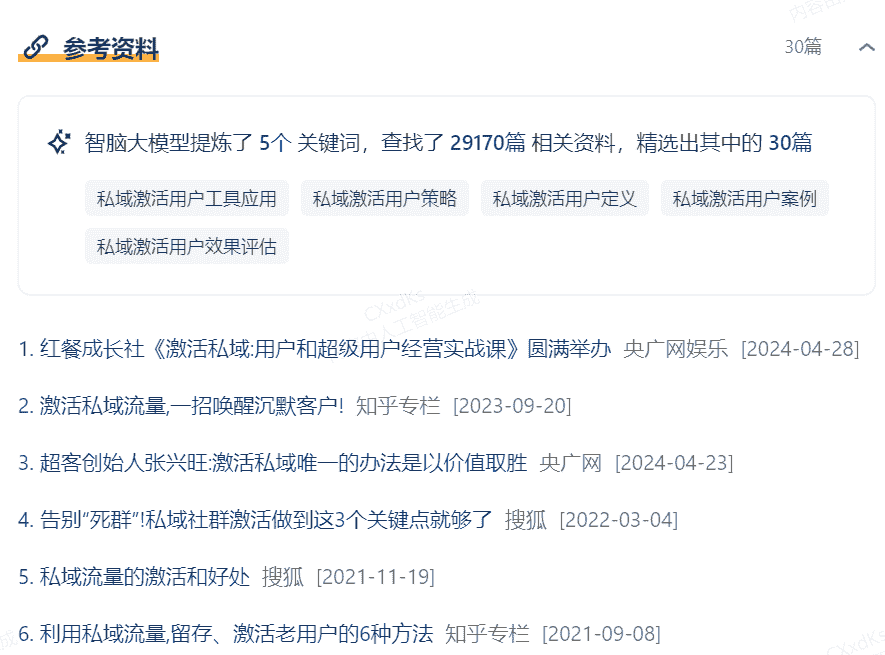 参考资料
30篇
智脑大模型提炼了 5个 关键词，查找了 29170篇 相关资料，精选出其中的 30篇
私域激活用户工具应用 私域激活用户策略 私域激活用户定义 私域激活用户案例
私域激活用户效果评估
CXxdKs
由人工智能生成
1. 红餐成长社《激活私域:用户和超级用户经营实战课》圆满举办 央广网娱乐 [2024-04-28]
2. 激活私域流量,一招唤醒沉默客户! 知乎专栏 [2023-09-20]
3. 超客创始人张兴旺:激活私域唯一的办法是以价值取胜 央广网 [2024-04-23]
4. 告别“死群”!私域社群激活做到这3个关键点就够了 搜狐 [2022-03-04]
5. 私域流量的激活和好处 搜狐 [2021-11-19]
6. 利用私域流量,留存、激活老用户的6种方法 知乎专栏 [2021-09-08]
CXxdKs